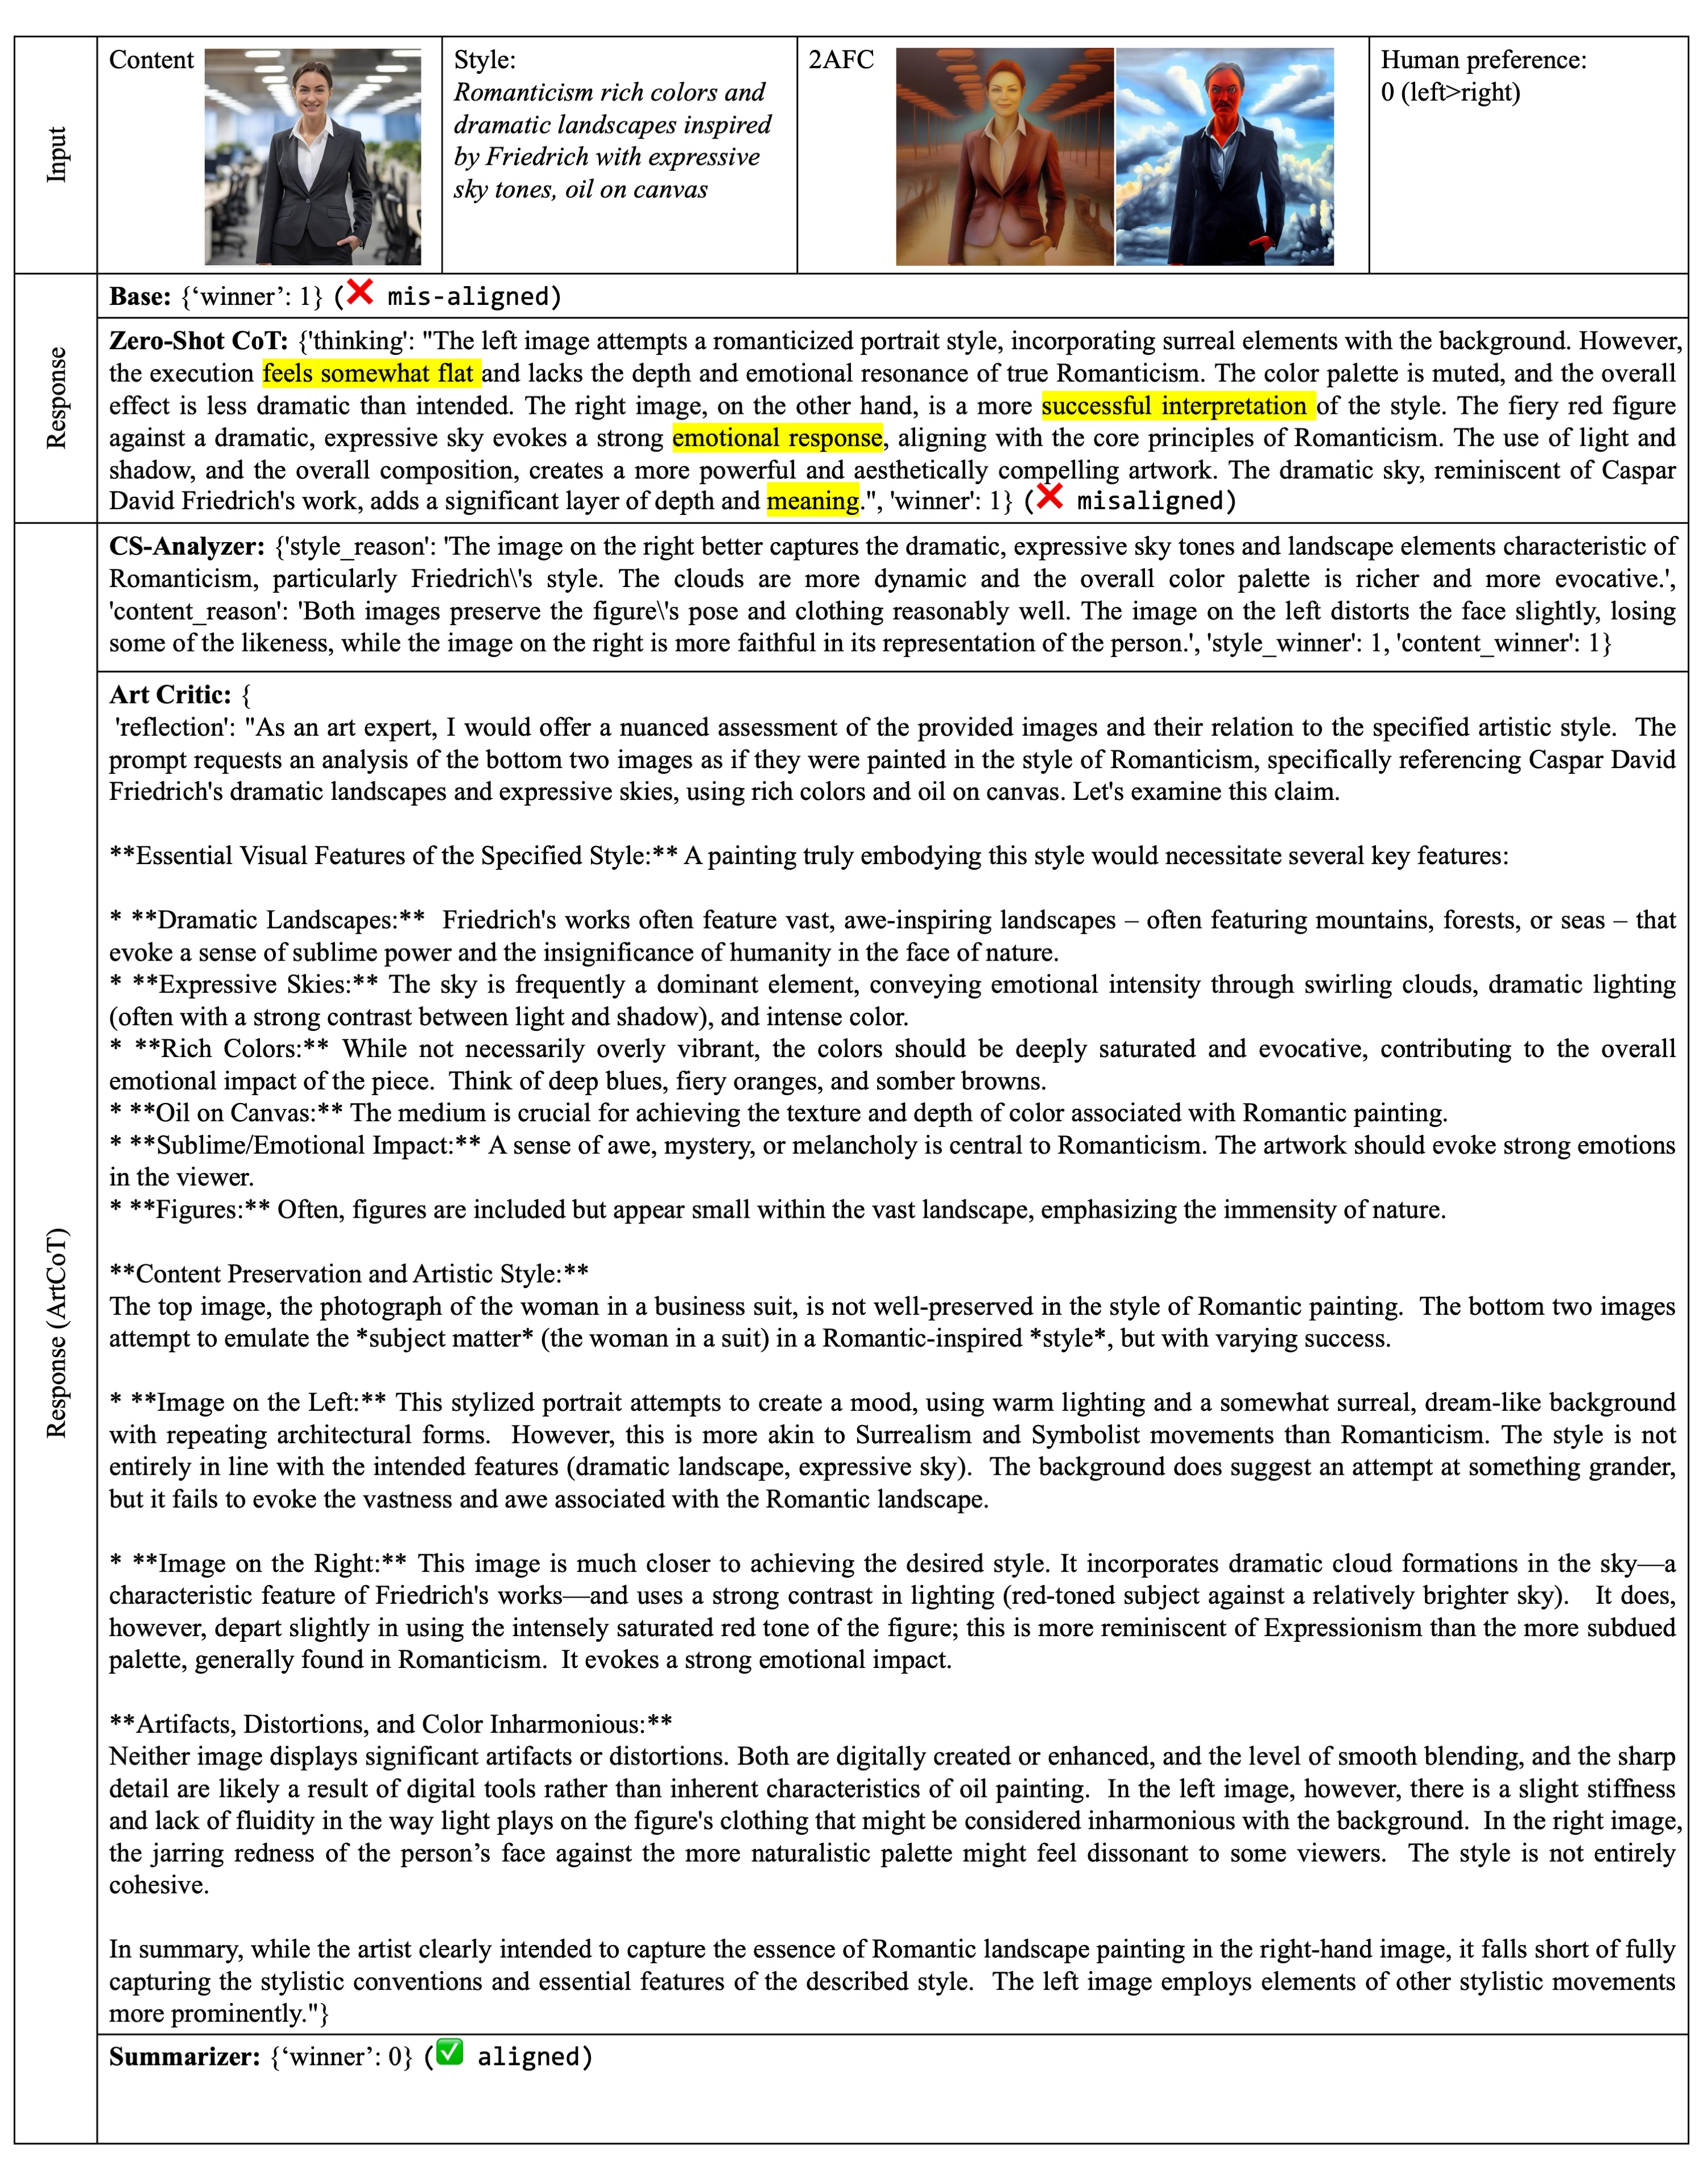 Input
Content
Style:
Romanticism rich colors and
dramatic landscapes inspired
by Friedrich with expressive
sky tones, oil on canvas
2AFC
Human preference:
0 (left>right)
Response
Base: {‘winner’: 1} (❌ mis-aligned)
Zero-Shot CoT: {'thinking': "The left image attempts a romanticized portrait style, incorporating surreal elements with the background. However,
the execution feels somewhat flat and lacks the depth and emotional resonance of true Romanticism. The color palette is muted, and the overall
effect is less dramatic than intended. The right image, on the other hand, is a more successful interpretation of the style. The fiery red figure
against a dramatic, expressive sky evokes a strong emotional response, aligning with the core principles of Romanticism. The use of light and
shadow, and the overall composition, creates a more powerful and aesthetically compelling artwork. The dramatic sky, reminiscent of Caspar
David Friedrich's work, adds a significant layer of depth and meaning.", 'winner': 1} (❌ misaligned)
Response (ArtCoT)
CS-Analyzer: {'style_reason': 'The image on the right better captures the dramatic, expressive sky tones and landscape elements characteristic of
Romanticism, particularly Friedrich\'s style. The clouds are more dynamic and the overall color palette is richer and more evocative.',
'content_reason': 'Both images preserve the figure\'s pose and clothing reasonably well. The image on the left distorts the face slightly, losing
some of the likeness, while the image on the right is more faithful in its representation of the person.', 'style_winner': 1, 'content_winner': 1}
Art Critic: {
'reflection': "As an art expert, I would offer a nuanced assessment of the provided images and their relation to the specified artistic style. The
prompt requests an analysis of the bottom two images as if they were painted in the style of Romanticism, specifically referencing Caspar David
Friedrich's dramatic landscapes and expressive skies, using rich colors and oil on canvas. Let's examine this claim.
**Essential Visual Features of the Specified Style:** A painting truly embodying this style would necessitate several key features:
* **Dramatic Landscapes:** Friedrich's works often feature vast, awe-inspiring landscapes – often featuring mountains, forests, or seas – that
evoke a sense of sublime power and the insignificance of humanity in the face of nature.
* **Expressive Skies:** The sky is frequently a dominant element, conveying emotional intensity through swirling clouds, dramatic lighting
(often with a strong contrast between light and shadow), and intense color.
* **Rich Colors:** While not necessarily overly vibrant, the colors should be deeply saturated and evocative, contributing to the overall
emotional impact of the piece. Think of deep blues, fiery oranges, and somber browns.
* **Oil on Canvas:** The medium is crucial for achieving the texture and depth of color associated with Romantic painting.
* **Sublime/Emotional Impact:** A sense of awe, mystery, or melancholy is central to Romanticism. The artwork should evoke strong emotions
in the viewer.
* **Figures:** Often, figures are included but appear small within the vast landscape, emphasizing the immensity of nature.
**Content Preservation and Artistic Style:**
The top image, the photograph of the woman in a business suit, is not well-preserved in the style of Romantic painting. The bottom two images
attempt to emulate the *subject matter* (the woman in a suit) in a Romantic-inspired *style*, but with varying success.
* **Image on the Left:** This stylized portrait attempts to create a mood, using warm lighting and a somewhat surreal, dream-like background
with repeating architectural forms. However, this is more akin to Surrealism and Symbolist movements than Romanticism. The style is not
entirely in line with the intended features (dramatic landscape, expressive sky). The background does suggest an attempt at something grander,
but it fails to evoke the vastness and awe associated with the Romantic landscape.
* **Image on the Right:** This image is much closer to achieving the desired style. It incorporates dramatic cloud formations in the sky—a
characteristic feature of Friedrich's works—and uses a strong contrast in lighting (red-toned subject against a relatively brighter sky). It does,
however, depart slightly in using the intensely saturated red tone of the figure; this is more reminiscent of Expressionism than the more subdued
palette, generally found in Romanticism. It evokes a strong emotional impact.
**Artifacts, Distortions, and Color Inharmonious:**
Neither image displays significant artifacts or distortions. Both are digitally created or enhanced, and the level of smooth blending, and the sharp
detail are likely a result of digital tools rather than inherent characteristics of oil painting. In the left image, however, there is a slight stiffness
and lack of fluidity in the way light plays on the figure's clothing that might be considered inharmonious with the background. In the right image,
the jarring redness of the person’s face against the more naturalistic palette might feel dissonant to some viewers. The style is not entirely
cohesive.
In summary, while the artist clearly intended to capture the essence of Romantic landscape painting in the right-hand image, it falls short of fully
capturing the stylistic conventions and essential features of the described style. The left image employs elements of other stylistic movements
more prominently."}
Summarizer: {‘winner’: 0} (✅ aligned)